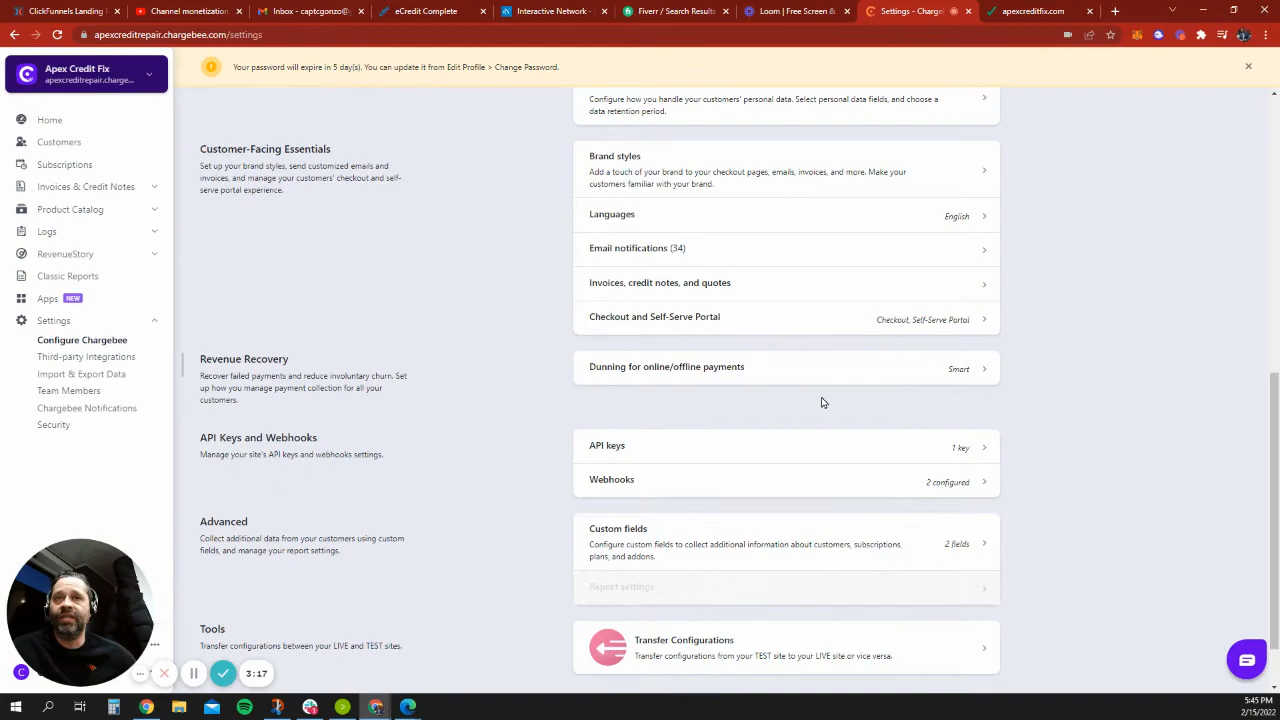 ClickFunnels Landing
Channel monetization
Inbox - captcgonzo@
eCredit Complete
Interactive Network -
Fiverr / Search Results
Loom | Free Screen &
Settings - Charge
apexcreditfix.com
apexcreditrepair.chargebee.com/settings
Apex Credit Fix
apexcreditrepair.charge...
Your password will expire in 5 day(s). You can update it from Edit Profile > Change Password.
Home
Customers
Subscriptions
Invoices & Credit Notes
Product Catalog
Logs
RevenueStory
Classic Reports
Apps NEW
Settings
Configure Chargebee
Third-party Integrations
Import & Export Data
Team Members
Chargebee Notifications
Security
Configure how you handle your customers' personal data. Select personal data fields, and choose a
data retention period.
Customer-Facing Essentials
Set up your brand styles, send customized emails and
invoices, and manage your customers' checkout and self-
serve portal experience.
Brand styles
Add a touch of your brand to your checkout pages, emails, invoices, and more. Make your
customers familiar with your brand.
Languages
English
Email notifications (34)
Invoices, credit notes, and quotes
Checkout and Self-Serve Portal
Checkout, Self-Serve Portal
Revenue Recovery
Recover failed payments and reduce involuntary churn. Set
up how you manage payment collection for all your
customers.
Dunning for online/offline payments
Smart
API Keys and Webhooks
Manage your site's API keys and webhooks settings.
API keys
1 key
Webhooks
2 configured
Advanced
Collect additional data from your customers using custom
fields, and manage your report settings.
Custom fields
Configure custom fields to collect additional information about customers, subscriptions,
plans, and addons.
2 fields
Report settings
Tools
Transfer configurations between your LIVE and TEST sites.
Transfer Configurations
Transfer configurations from your TEST site to your LIVE site or vice versa.
3:17
5:45 PM
2/15/2022